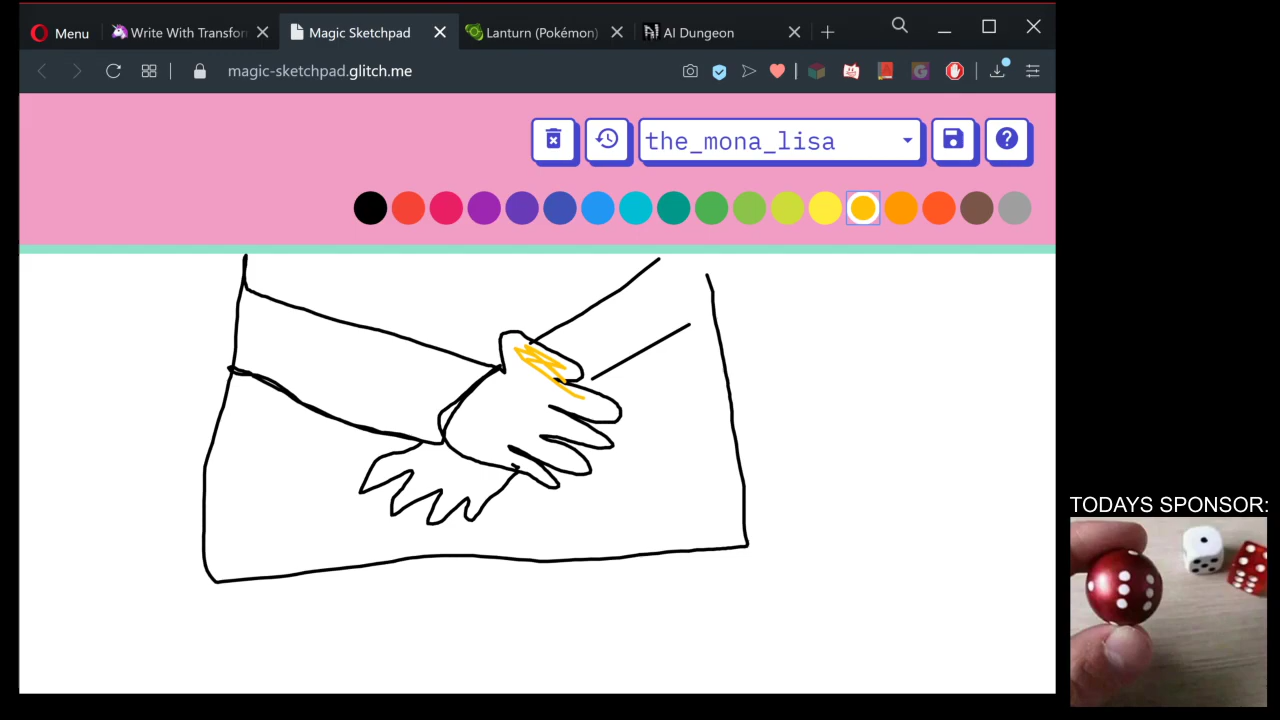 Menu
Write With Transfor
Magic Sketchpad
Lanturn (Pokémon)
AI Dungeon
magic-sketchpad.glitch.me
the_mona_lisa
TODAYS SPONSOR: